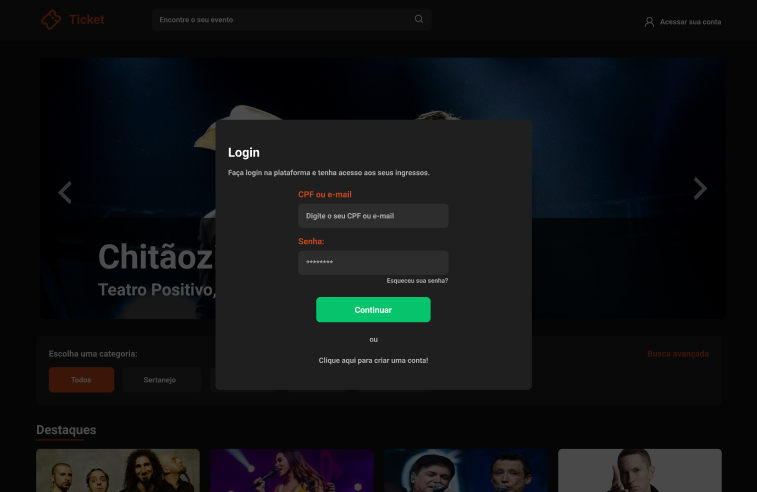 Ticket
Encontre o seu evento
Acessar sua conta
Login
Faça login na plataforma e tenha acesso aos seus ingressos.
CPF ou e-mail
Digite o seu CPF ou e-mail
Senha:
********
Esqueceu sua senha?
Continuar
ou
Clique aqui para criar uma conta!
Teatro Positivo,
Escolha uma categoria:
Busca avançada
Todos
Sertanejo
Destaques